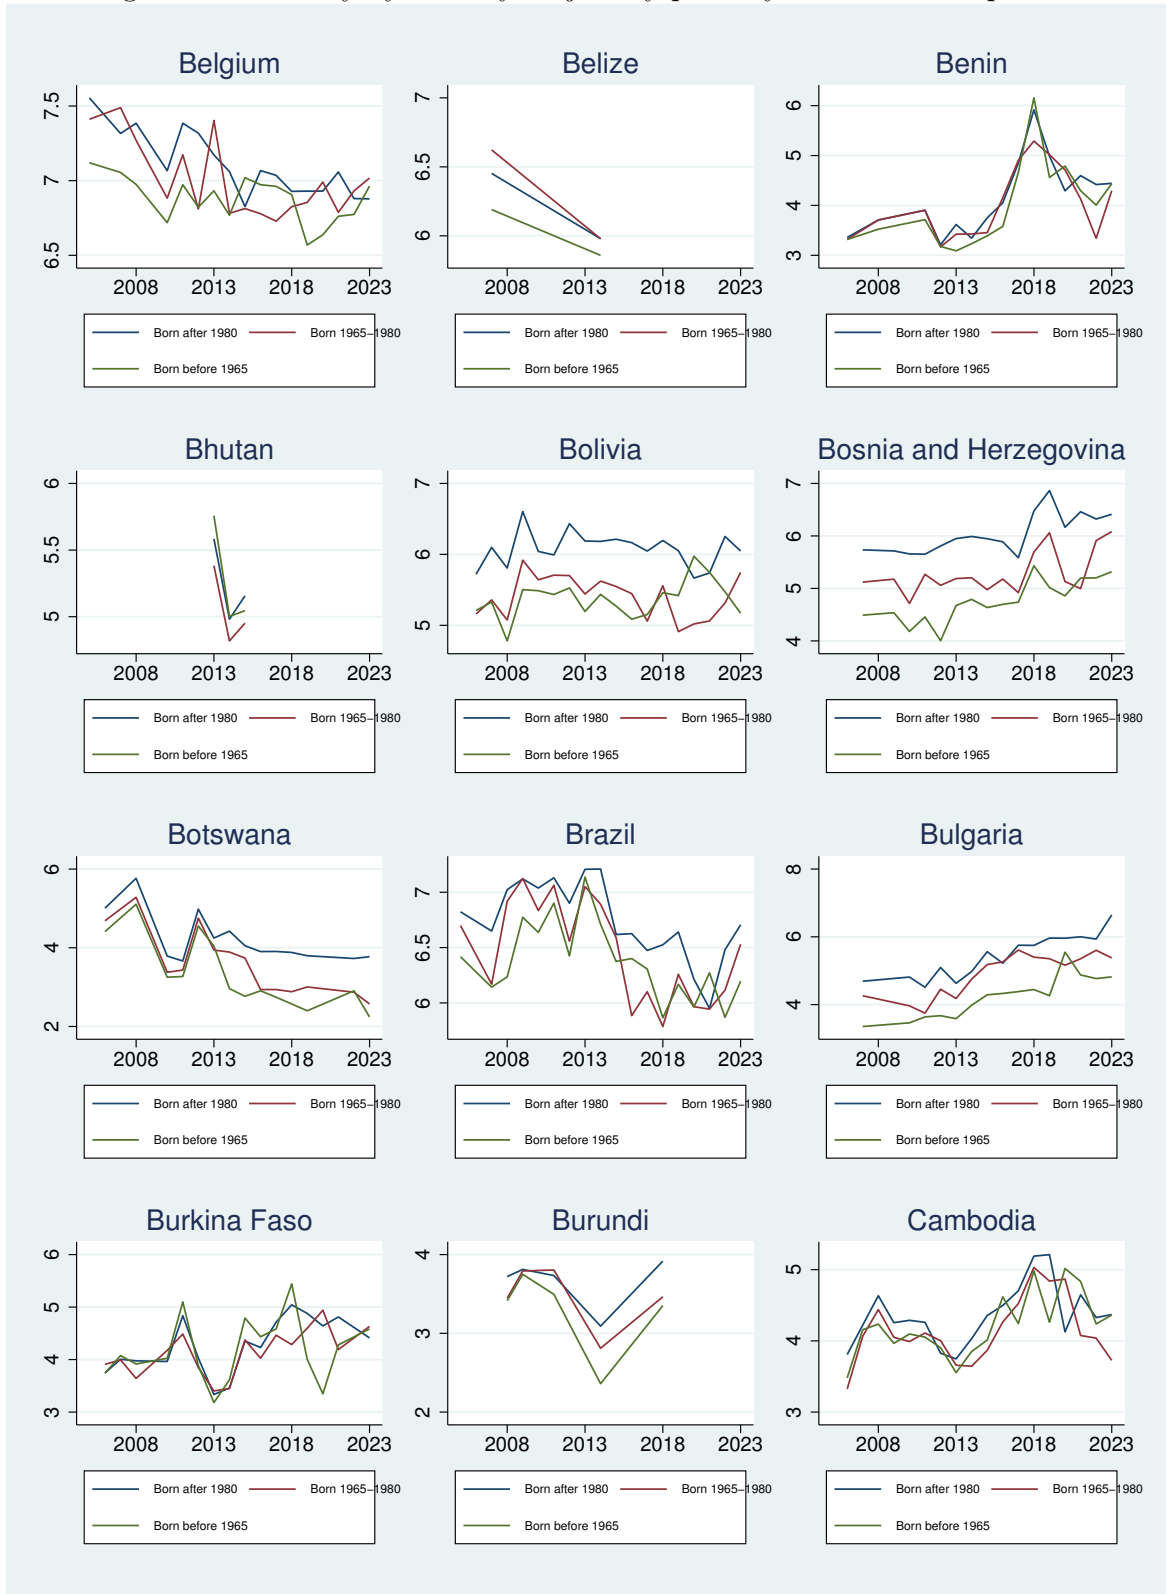 Belgium Belize Benin
7.5 7 6.5
2008 2013 2018 2023
7 6.5 6
2008 2013 2018 2023
6 5 4 3
2008 2013 2018 2023
Born after 1980 Born 1965–1980
Born before 1965
Born after 1980 Born 1965–1980
Born before 1965
Born after 1980 Born 1965–1980
Born before 1965
Bhutan Bolivia Bosnia and Herzegovina
6 5.5 5
2008 2013 2018 2023
7 6 5
2008 2013 2018 2023
7 6 5 4
2008 2013 2018 2023
Born after 1980 Born 1965–1980
Born before 1965
Born after 1980 Born 1965–1980
Born before 1965
Born after 1980 Born 1965–1980
Born before 1965
Botswana Brazil Bulgaria
6 4 2
2008 2013 2018 2023
7 6.5 6
2008 2013 2018 2023
8 6 4
2008 2013 2018 2023
Born after 1980 Born 1965–1980
Born before 1965
Born after 1980 Born 1965–1980
Born before 1965
Born after 1980 Born 1965–1980
Born before 1965
Burkina Faso Burundi Cambodia
6 5 4 3
2008 2013 2018 2023
4 3 2
2008 2013 2018 2023
5 4 3
2008 2013 2018 2023
Born after 1980 Born 1965–1980
Born before 1965
Born after 1980 Born 1965–1980
Born before 1965
Born after 1980 Born 1965–1980
Born before 1965